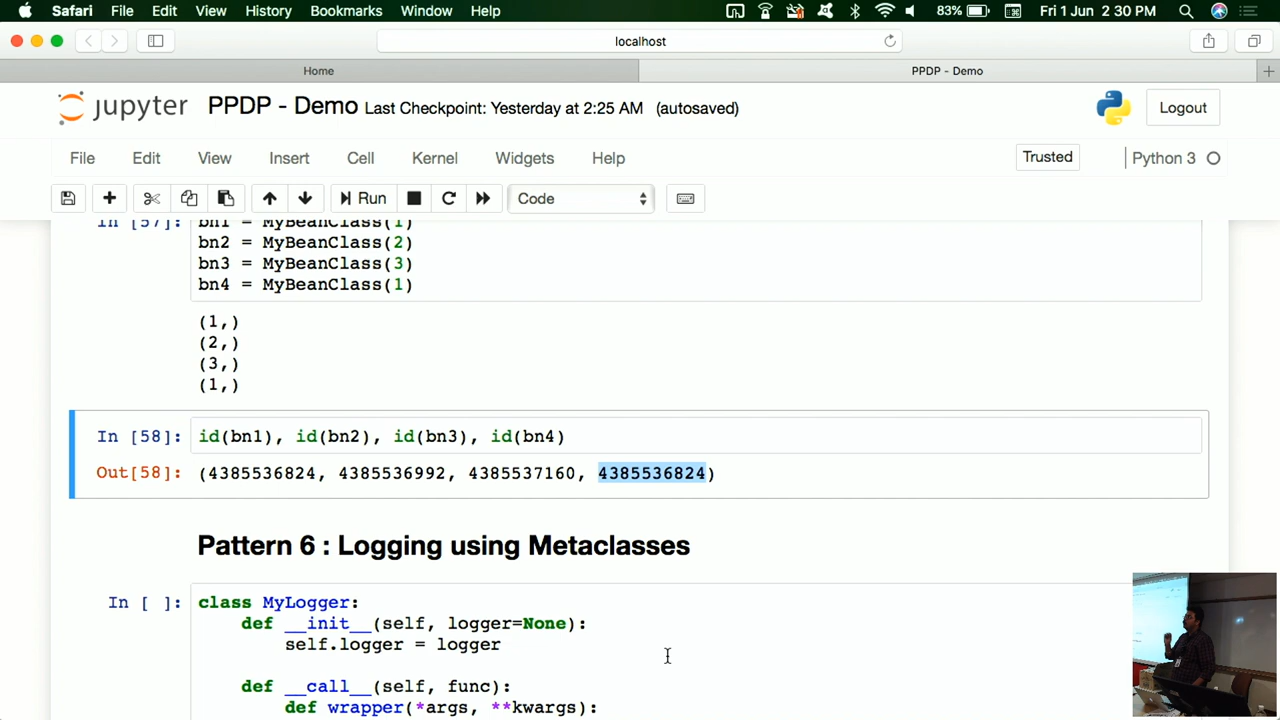 Safari File Edit View History Bookmarks Window Help 83% Fri 1 Jun 2 30 PM
localhost
Home PPDP - Demo
jupyter PPDP - Demo Last Checkpoint: Yesterday at 2:25 AM (autosaved) Logout
File Edit View Insert Cell Kernel Widgets Help Trusted Python 3
Run Code
In [57]: bn1 = MyBeanClass(1)
bn2 = MyBeanClass(2)
bn3 = MyBeanClass(3)
bn4 = MyBeanClass(1)
(1,)
(2,)
(3,)
(1,)
In [58]: id(bn1), id(bn2), id(bn3), id(bn4)
Out[58]: (4385536824, 4385536992, 4385537160, 4385536824)
Pattern 6 : Logging using Metaclasses
In [ ]: class MyLogger:
def __init__(self, logger=None):
self.logger = logger
def __call__(self, func):
def wrapper(*args, **kwargs):